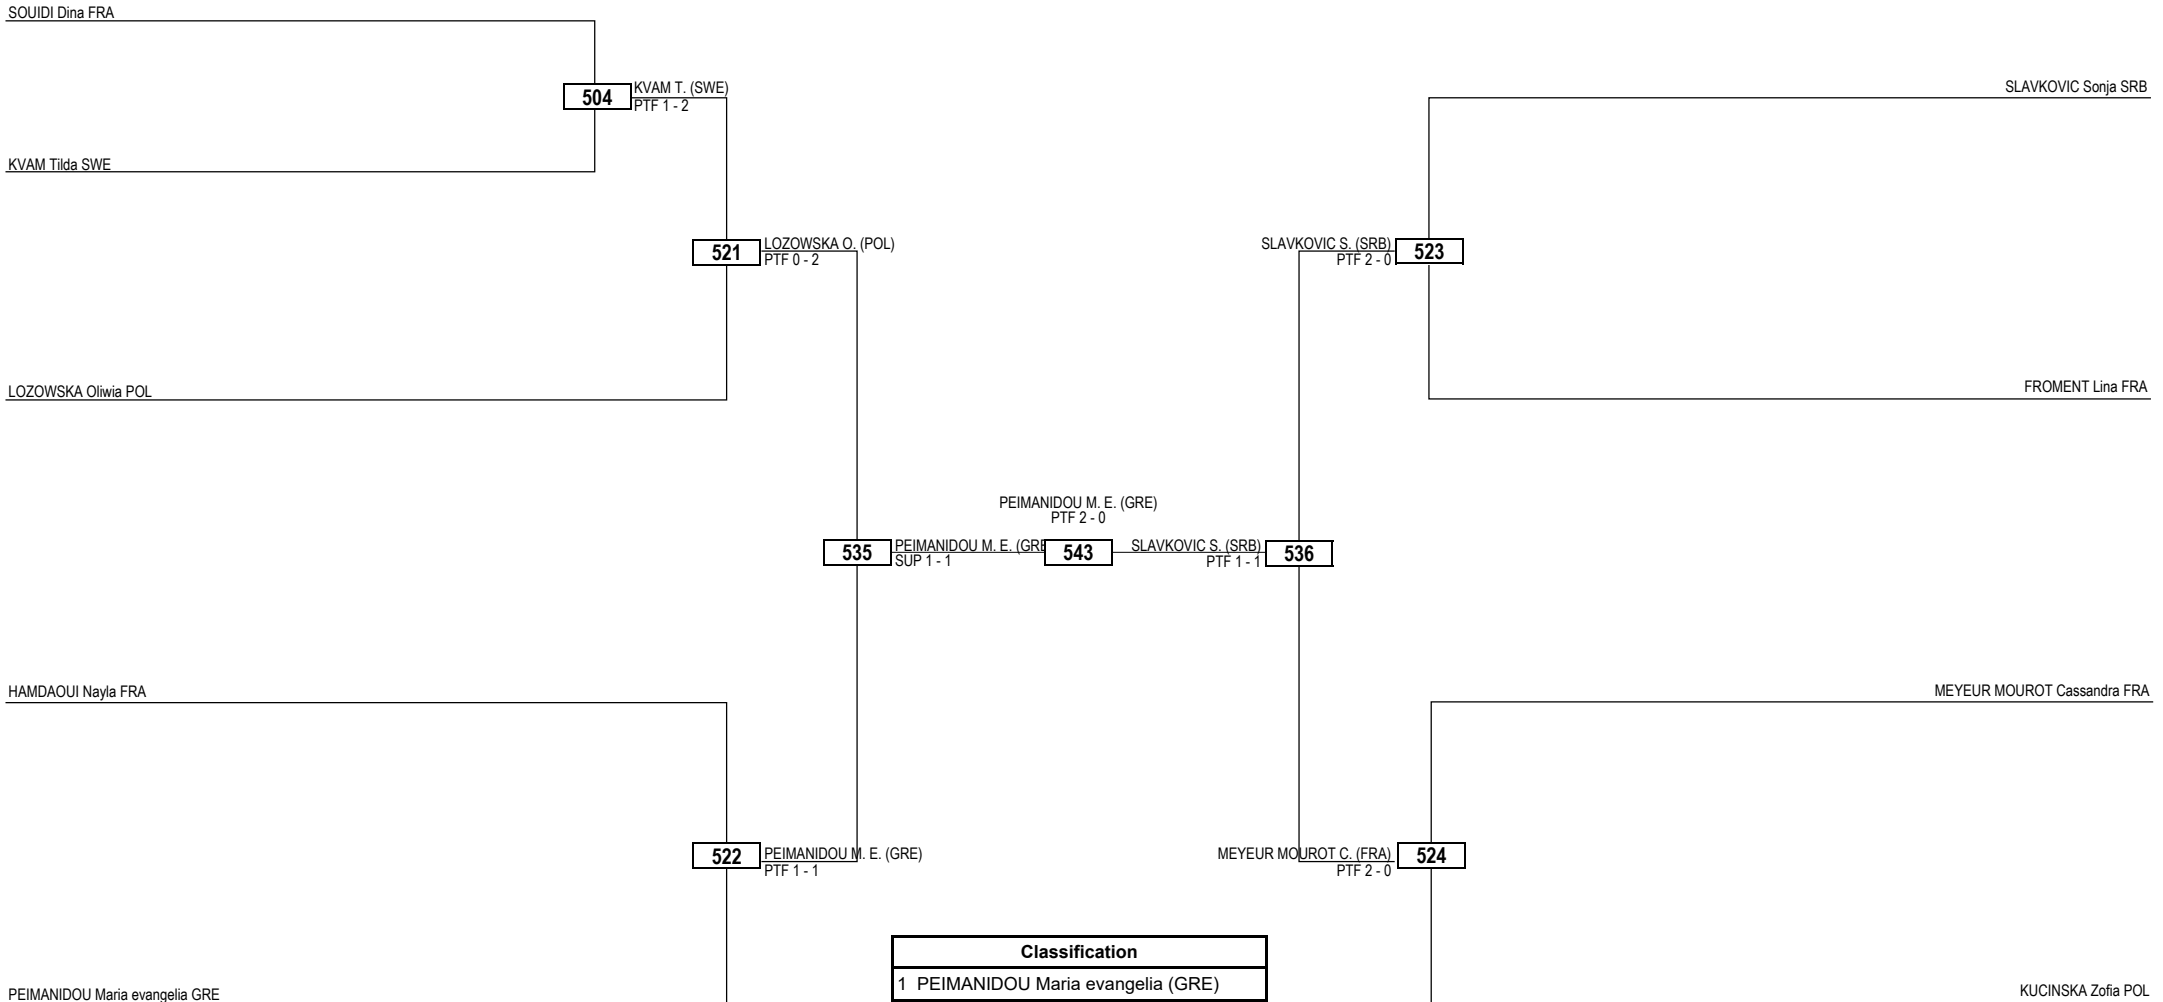 SOUIDI Dina FRA
504
KVAM T. (SWE)
PTF 1 - 2
KVAM Tilda SWE
521
LOZOWSKA O. (POL)
PTF 0 - 2
LOZOWSKA Oliwia POL
535
PEIMANIDOU M. E. (GRE
SUP 1 - 1
HAMDAOUI Nayla FRA
522
PEIMANIDOU M. E. (GRE)
PTF 1 - 1
PEIMANIDOU Maria evangelia GRE
PEIMANIDOU M. E. (GRE)
PTF 2 - 0
543
SLAVKOVIC Sonja SRB
SLAVKOVIC S. (SRB)
PTF 2 - 0
523
FROMENT Lina FRA
SLAVKOVIC S. (SRB)
PTF 1 - 1
536
MEYEUR MOUROT Cassandra FRA
MEYEUR MOUROT C. (FRA)
PTF 2 - 0
524
KUCINSKA Zofia POL
Classification
1 PEIMANIDOU Maria evangelia (GRE)